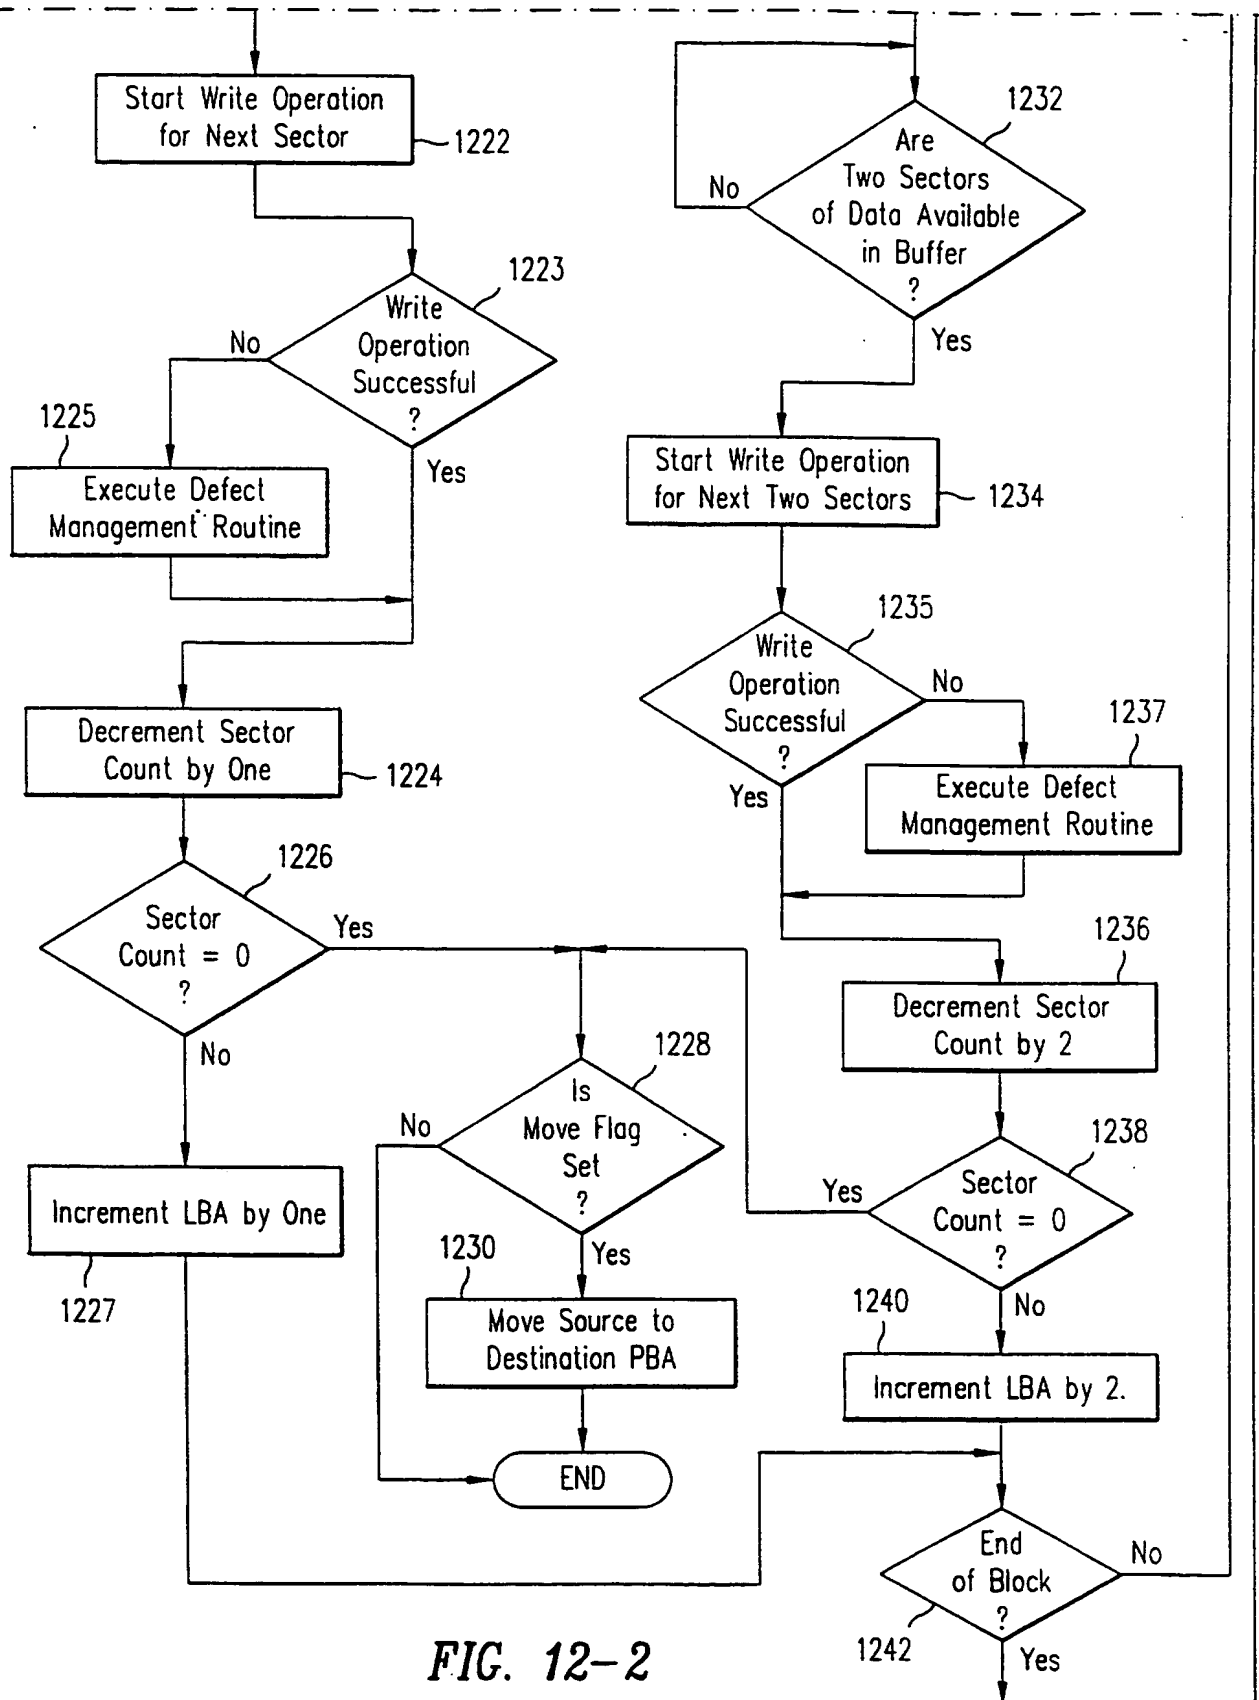 Start Write Operation
for Next Sector
1222
1223
Write
Operation
Successful
?
No
Yes
1225
Execute Defect
Management Routine
Decrement Sector
Count by One
1224
1226
Sector
Count = 0
?
Yes
No
Increment LBA by One
1227
1228
Is
Move Flag
Set
?
No
Yes
1230
Move Source to
Destination PBA
END
1232
Are
Two Sectors
of Data Available
in Buffer
?
No
Yes
Start Write Operation
for Next Two Sectors
1234
1235
Write
Operation
Successful
?
No
Yes
1237
Execute Defect
Management Routine
1236
Decrement Sector
Count by 2
1238
Sector
Count = 0
?
Yes
No
1240
Increment LBA by 2.
End
of Block
?
No
1242
Yes
FIG. 12-2